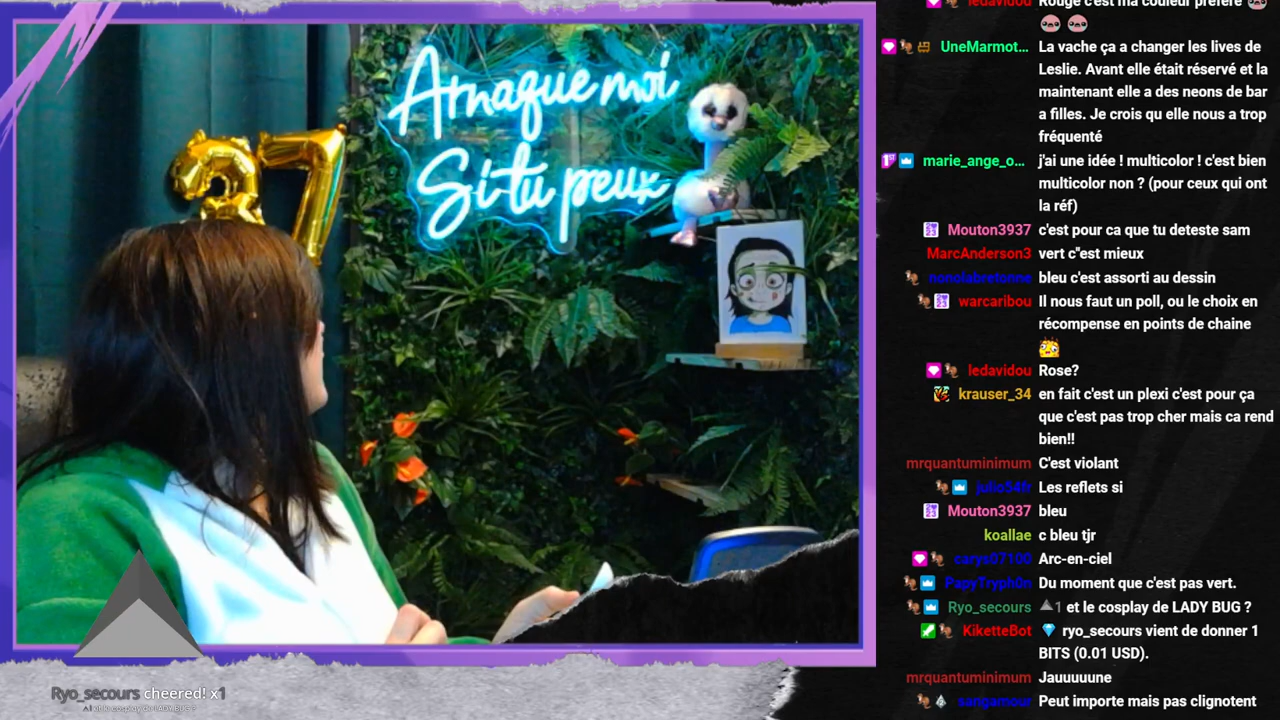 27
Arnaque moi
Si tu peux
Ryo_secours cheered! x1
ledavidou Rouge c'est ma couleur préféré
UneMarmot... La vache ça a changer les lives de
Leslie. Avant elle était réservé et la
maintenant elle a des neons de bar
a filles. Je crois qu elle nous a trop
fréquenté
marie_ange_o... j'ai une idée ! multicolor ! c'est bien
multicolor non ? (pour ceux qui ont
la réf)
Mouton3937 c'est pour ca que tu deteste sam
MarcAnderson3 vert c"est mieux
nonolabretonne bleu c'est assorti au dessin
warcaribou Il nous faut un poll, ou le choix en
récompense en points de chaine
ledavidou Rose?
krauser_34 en fait c'est un plexi c'est pour ça
que c'est pas trop cher mais ca rend
bien!!
mrquantuminimum C'est violant
julio54fr Les reflets si
Mouton3937 bleu
koallae c bleu tjr
carys07100 Arc-en-ciel
PapyTryph0n Du moment que c'est pas vert.
Ryo_secours 1 et le cosplay de LADY BUG ?
KiketteBot ryo_secours vient de donner 1
BITS (0.01 USD).
mrquantuminimum Jauuuuune
sangamour Peut importe mais pas clignotent